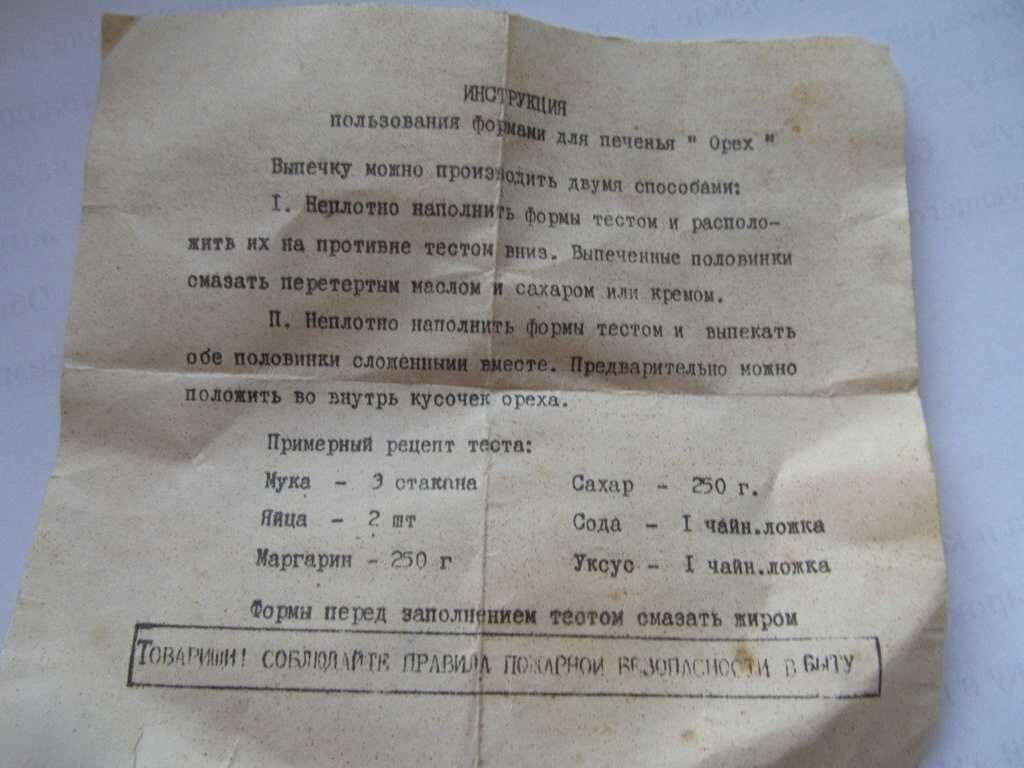 ИНСТРУКЦИЯ
пользования формами для печенья " Орех "
Выпечку можно производить двумя способами:
I. Неплотно наполнить формы тестом и располо-
жить их на противне тестом вниз. Выпеченные половинки
смазать перетертым маслом и сахаром или кремом.
П. Неплотно наполнить формы тестом и выпекать
обе половинки сложенными вместе. Предварительно можно
положить во внутрь кусочек ореха.
Примерный рецепт теста:
Мука - 3 стакана Сахар - 250 г.
Яйца - 2 шт Сода - I чайн.ложка
Маргарин - 250 г Уксус - I чайн.ложка
Формы перед заполнением тестом смазать жиром
ТОВАРИЩИ! СОБЛЮДАЙТЕ ПРАВИЛА ПОЖАРНОЙ БЕЗОПАСНОСТИ В БЫТУ